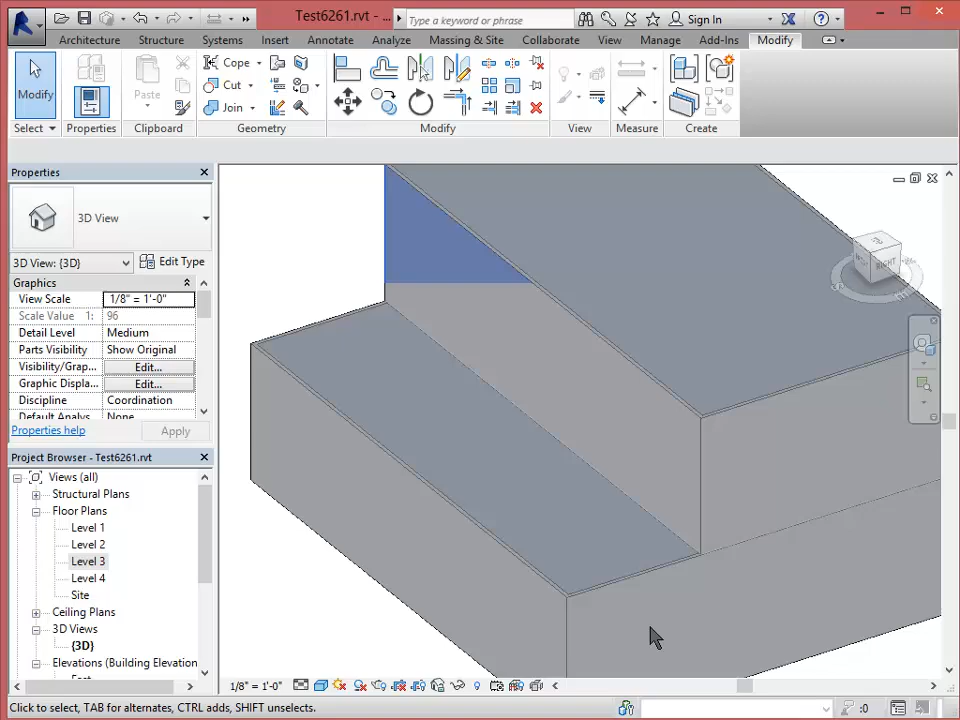 Test6261.rvt - ...
Type a keyword or phrase
Sign In
Architecture Structure Systems Insert Annotate Analyze Massing & Site Collaborate View Manage Add-Ins Modify
Modify
Paste
Cope
Cut
Join
Select Properties Clipboard Geometry Modify View Measure Create
Properties
3D View
3D View: {3D} Edit Type
Graphics
View Scale 1/8" = 1'-0"
Scale Value 1: 96
Detail Level Medium
Parts Visibility Show Original
Visibility/Grap... Edit...
Graphic Displa... Edit...
Discipline Coordination
Default Analys... None
Properties help Apply
Project Browser - Test6261.rvt
Views (all)
Structural Plans
Floor Plans
Level 1
Level 2
Level 3
Level 4
Site
Ceiling Plans
3D Views
{3D}
Elevations (Building Elevation
East
RIGHT
1/8" = 1'-0"
Click to select, TAB for alternates, CTRL adds, SHIFT unselects.
:0